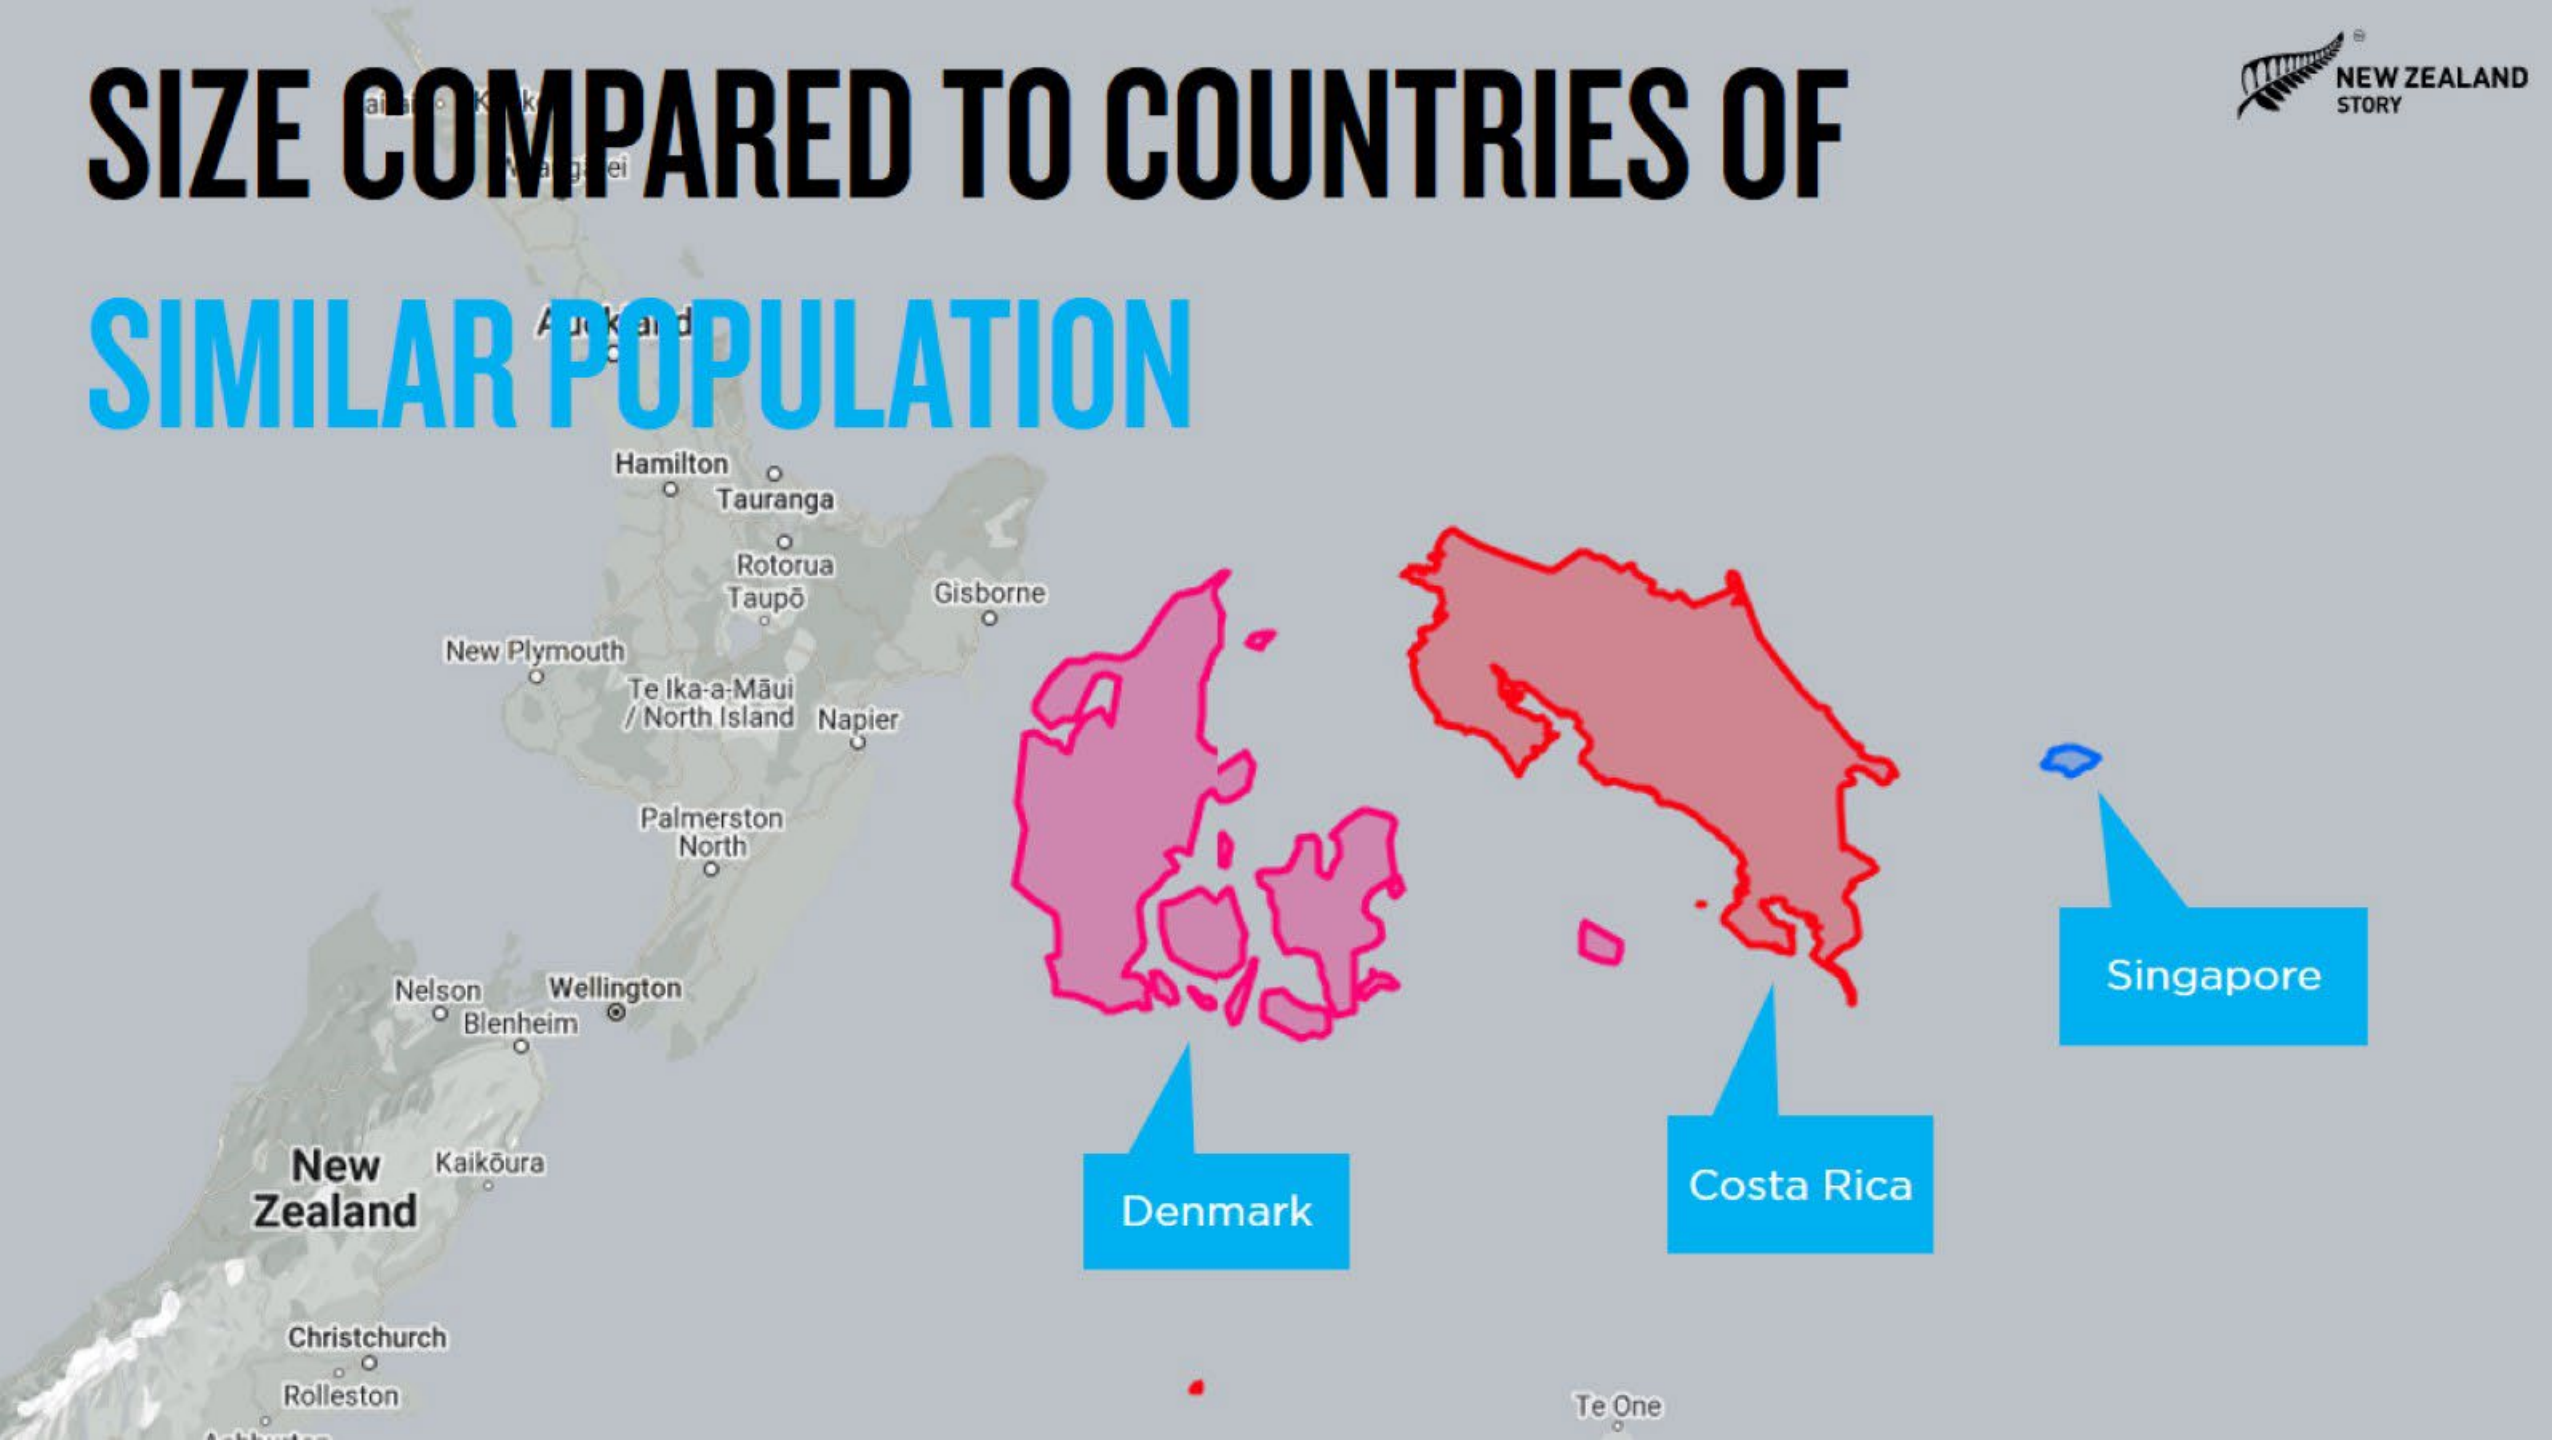 SIZE COMPARED TO COUNTRIES OF
SIMILAR POPULATION
NEW ZEALAND
STORY
Auckland
Hamilton
Tauranga
Rotorua
Taupō
Gisborne
New Plymouth
Te Ika-a-Māui
/ North Island
Napier
Palmerston
North
Nelson
Wellington
Blenheim
New
Zealand
Kaikōura
Christchurch
Rolleston
Te One
Denmark
Costa Rica
Singapore